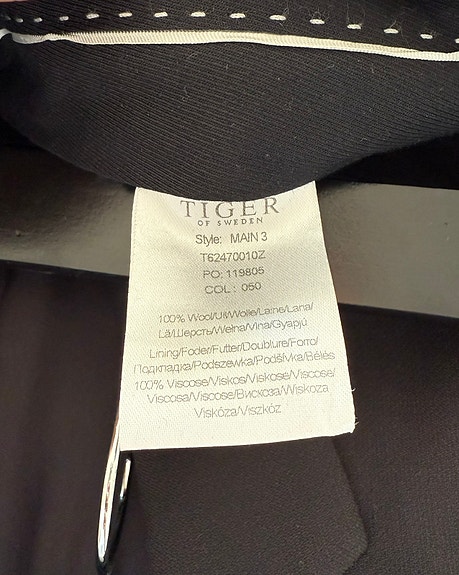 TIGER
OF SWEDEN
Style: MAIN 3
T62470010Z
PO: 119805
COL: 050
100% Wool/Ull/Wolle/Laine/Lana/
Lã/Шерсть/Wełna/Vlna/Gyapjú
Lining/Foder/Futter/Doublure/Forro/
Подкладка/Podszewka/Podšívka/Bélés
100% Viscose/Viskos/Viskose/Viscose/
Viscosa/Viscose/Вискоза/Wiskoza
Viskóza/Viszkóz